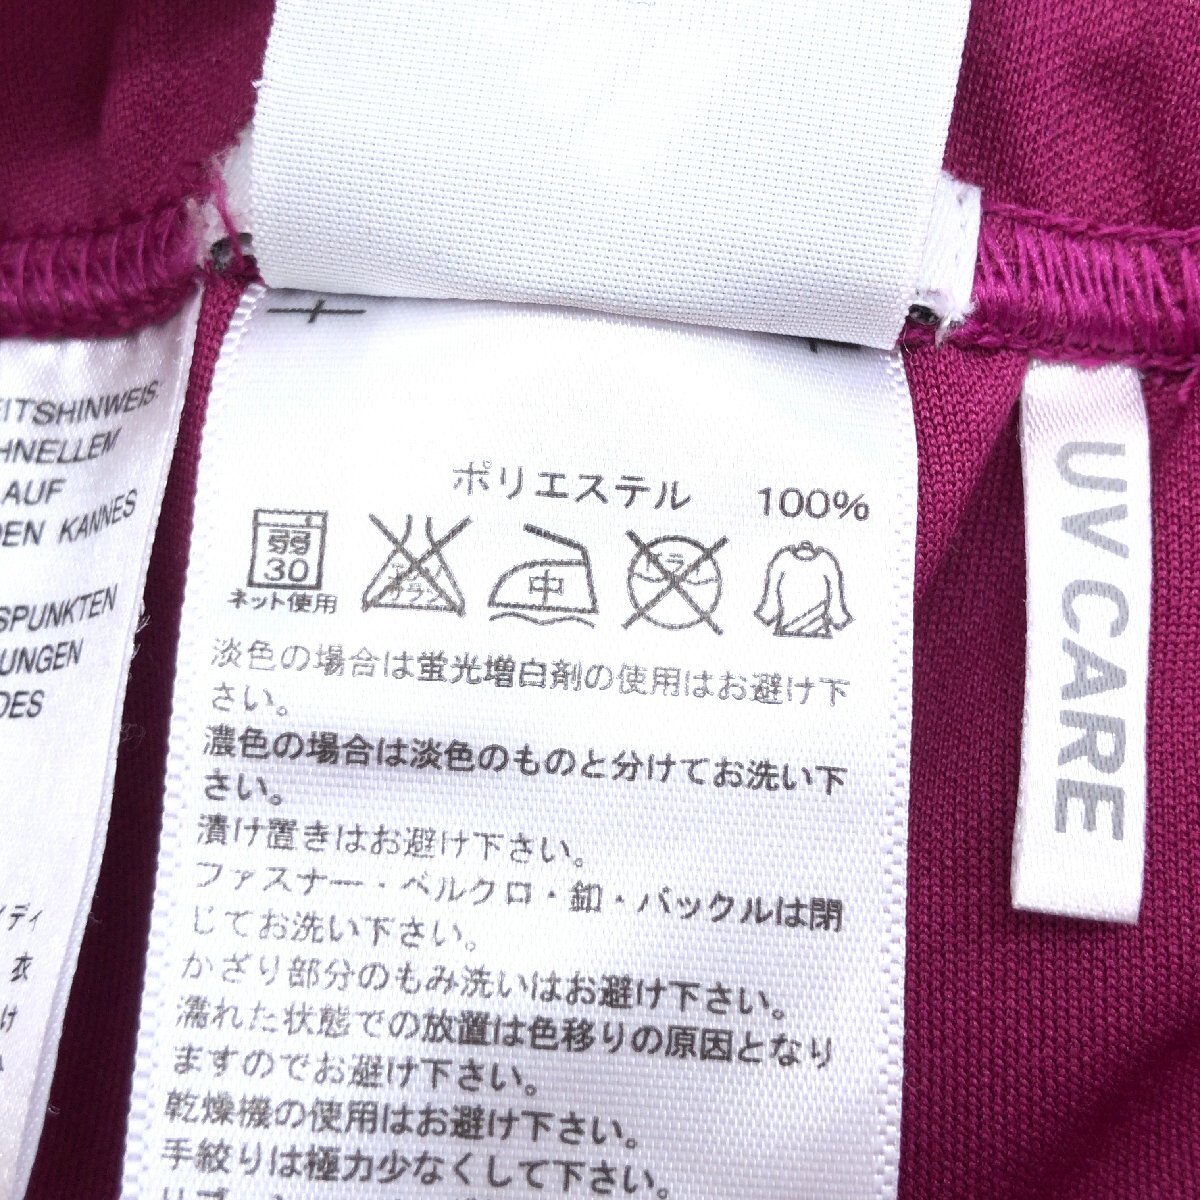 EITSHINWEIS:
HNELLEM
AUF
DEN KANNES
SPUNKTEN
UNGEN
DES
ディ
衣
け
ポリエステル 100%
弱
30
ネット使用
中
淡色の場合は蛍光増白剤の使用はお避け下
さい。
濃色の場合は淡色のものと分けてお洗い下
さい。
漬け置きはお避け下さい。
ファスナー・ベルクロ・釦・バックルは閉
じてお洗い下さい。
かざり部分のもみ洗いはお避け下さい。
濡れた状態での放置は色移りの原因となり
ますのでお避け下さい。
乾燥機の使用はお避け下さい。
手絞りは極力少なくして下さい。
UV CARE